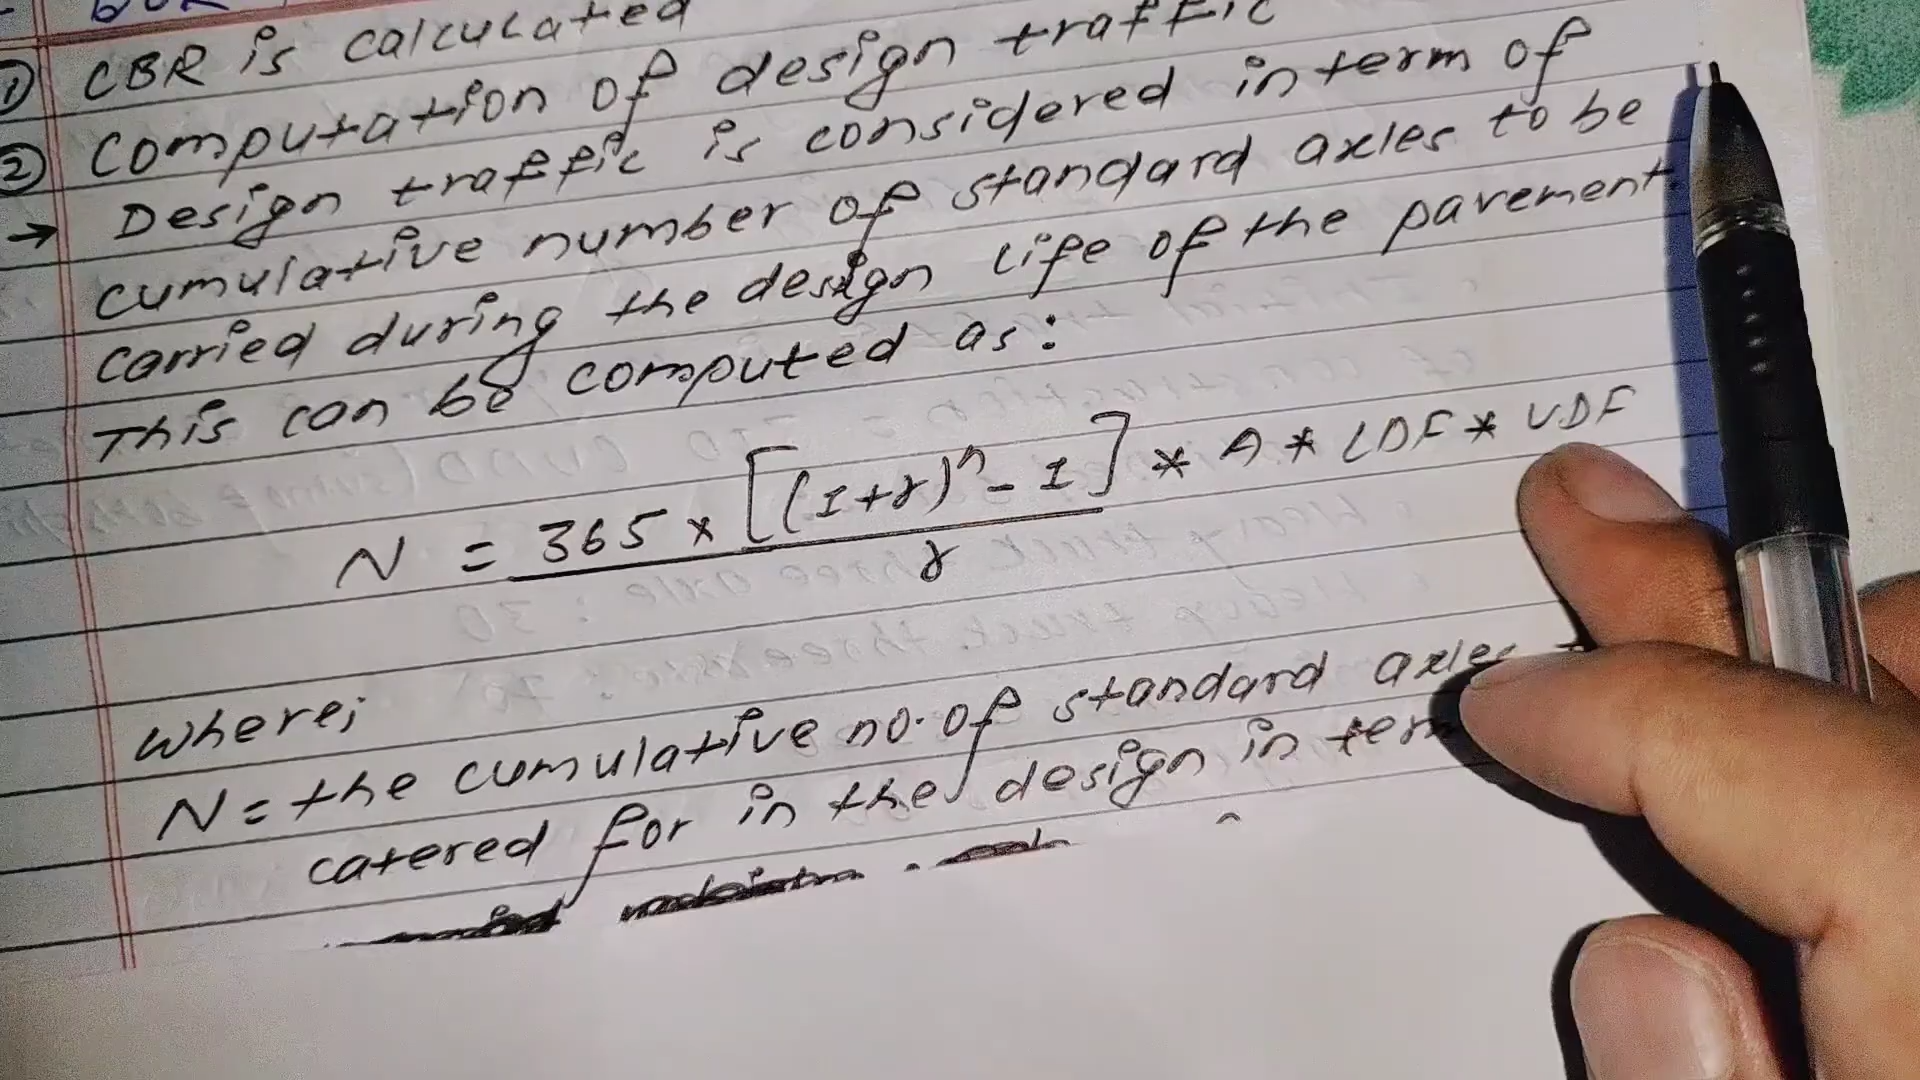 ① CBR is calculated
② Computation of design traffic
→ Design traffic is considered in term of
cumulative number of standard axles to be
carried during the design life of the pavement.
This can be computed as:
N = 365 × [(1+r)^n - 1] / r * A * LDF * VDF
where;
N = the cumulative no. of standard axles
catered for in the design in term